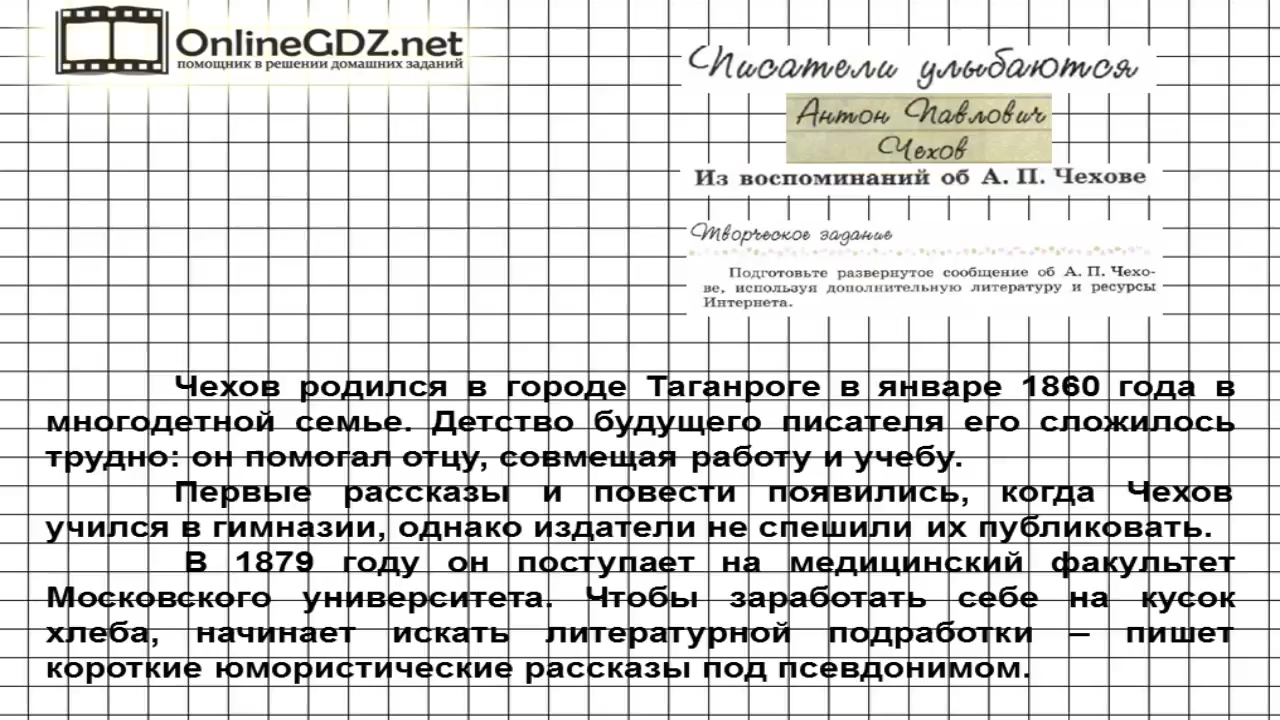 OnlineGDZ.net
помощник в решении домашних заданий
Писатели улыбаются
Антон Павлович
Чехов
Из воспоминаний об А. П. Чехове
Творческое задание
Подготовьте развернутое сообщение об А. П. Чехо-
ве, используя дополнительную литературу и ресурсы
Интернета.
Чехов родился в городе Таганроге в январе 1860 года в
многодетной семье. Детство будущего писателя его сложилось
трудно: он помогал отцу, совмещая работу и учебу.
Первые рассказы и повести появились, когда Чехов
учился в гимназии, однако издатели не спешили их публиковать.
В 1879 году он поступает на медицинский факультет
Московского университета. Чтобы заработать себе на кусок
хлеба, начинает искать литературной подработки – пишет
короткие юмористические рассказы под псевдонимом.